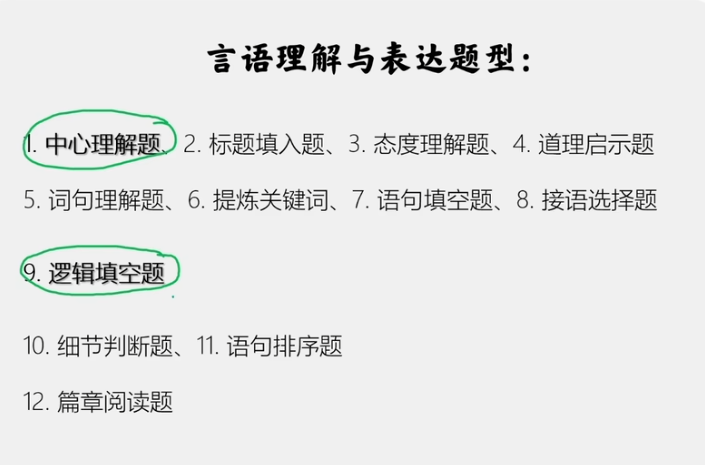 言语理解与表达题型：
1. 中心理解题、2. 标题填入题、3. 态度理解题、4. 道理启示题
5. 词句理解题、6. 提炼关键词、7. 语句填空题、8. 接语选择题
9. 逻辑填空题
10. 细节判断题、11. 语句排序题
12. 篇章阅读题